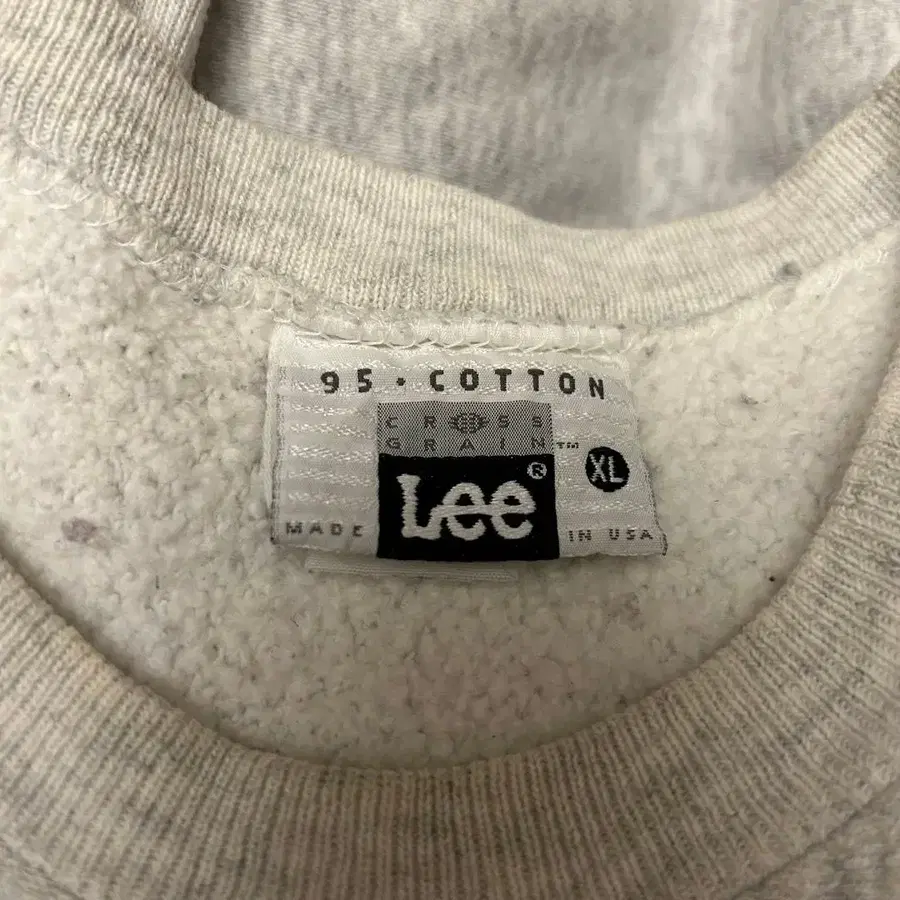 95 • COTTON
CROSS
GRAIN™
Lee®
XL
MADE IN USA